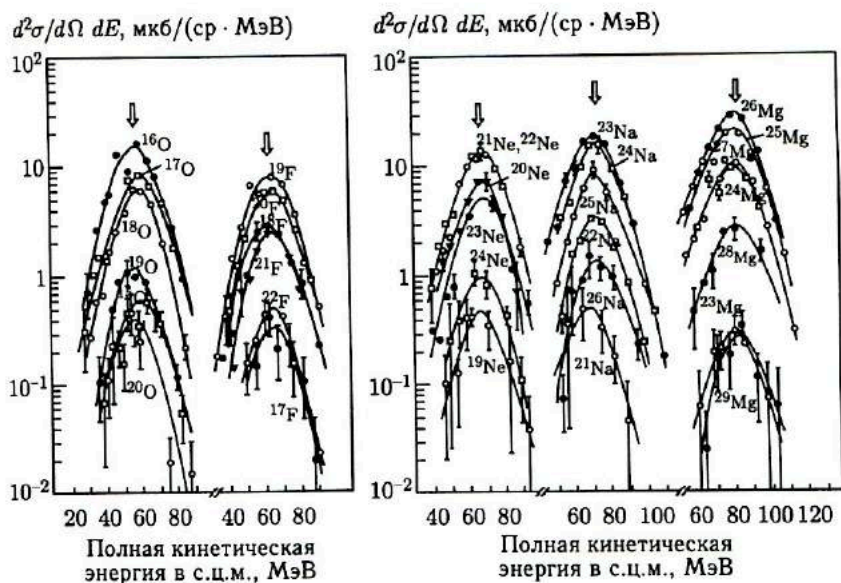 d²σ/dΩ dE, мкб/(ср · МэВ)
10²
10
1
10⁻¹
10⁻²
¹⁶O
¹⁷O
¹⁸O
¹⁹O
²⁰O
¹⁹F
¹⁸F
²¹F
²²F
¹⁷F
20 40 60 80 40 60 80
Полная кинетическая
энергия в с.ц.м., МэВ
d²σ/dΩ dE, мкб/(ср · МэВ)
10²
10
1
10⁻¹
10⁻²
²¹Ne, ²²Ne
²⁰Ne
²³Ne
²⁴Ne
¹⁹Ne
²³Na
²⁴Na
²⁵Na
²²Na
²⁶Na
²¹Na
²⁶Mg
²⁵Mg
²⁷Mg
²⁴Mg
²⁸Mg
²³Mg
²⁹Mg
40 60 80 60 80 100 60 80 100 120
Полная кинетическая
энергия в с.ц.м., МэВ